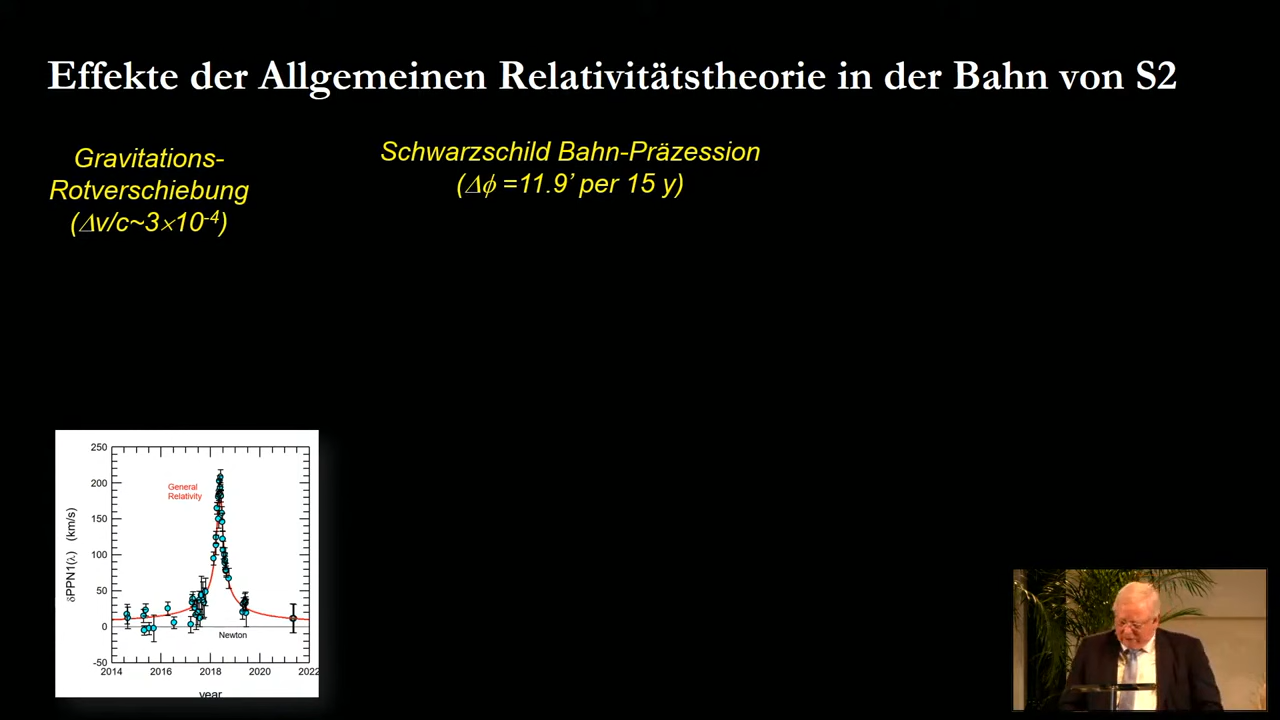 Effekte der Allgemeinen Relativitätstheorie in der Bahn von S2
Gravitations-
Rotverschiebung
(Δv/c~3×10⁻⁴)
Schwarzschild Bahn-Präzession
(Δϕ =11.9’ per 15 y)
250
200
150
100
50
0
-50
δPPN1(λ) (km/s)
General
Relativity
Newton
2014 2016 2018 2020 2022
year